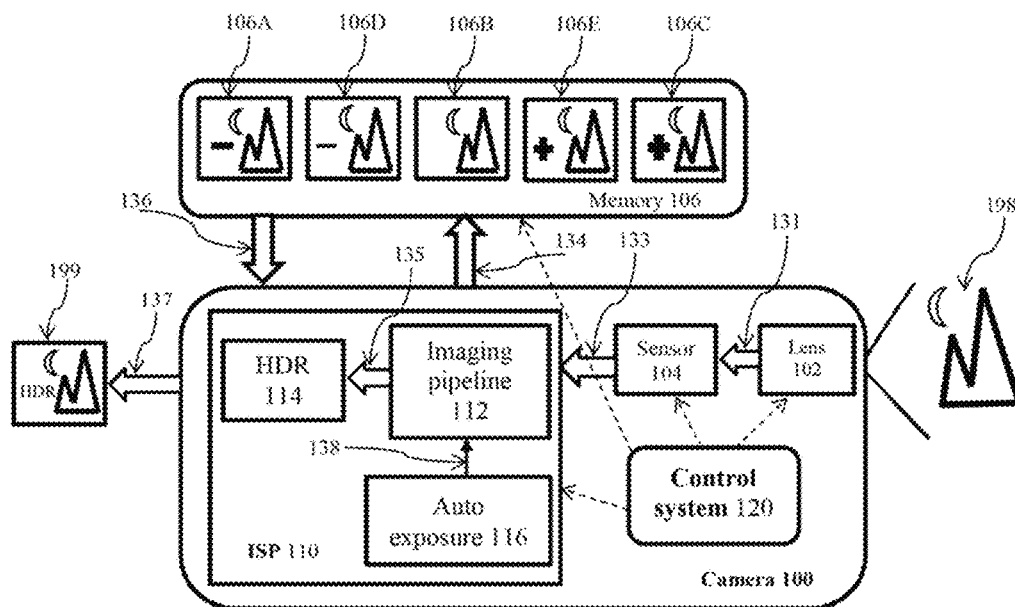 106A
106D
106B
106E
106C
Memory 106
136
134
133
131
198
199
137
135
HDR
HDR
114
Imaging
pipeline
112
Sensor
104
Lens
102
138
Auto
exposure 116
Control
system 120
ISP 110
Camera 100